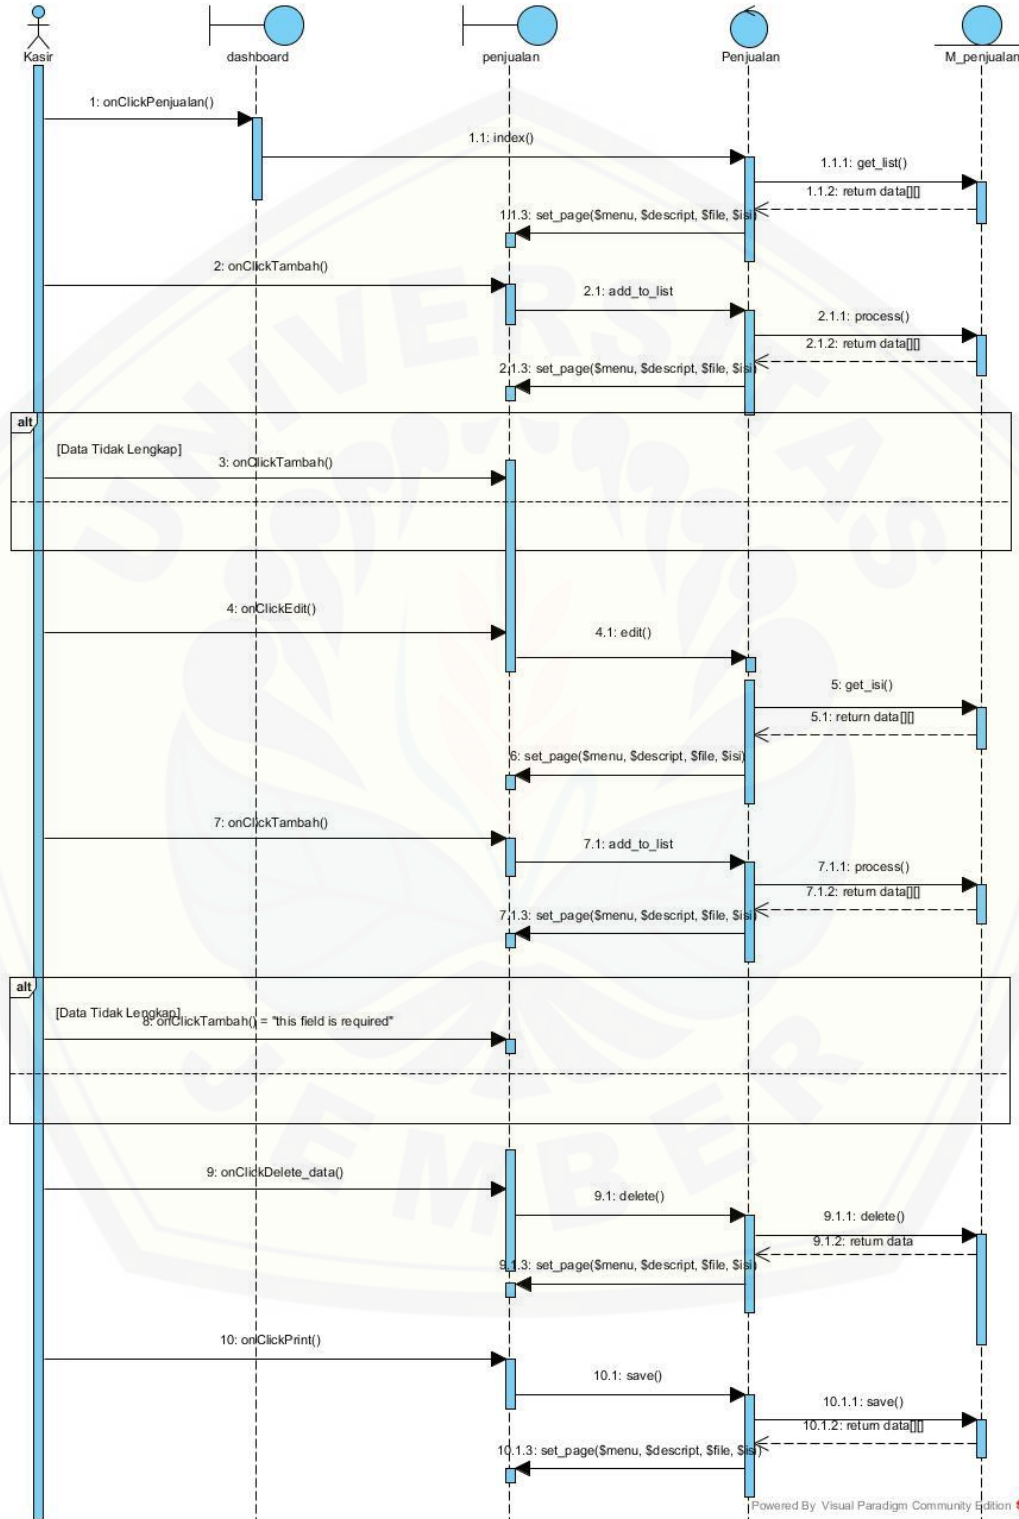 Kasir
dashboard
penjualan
Penjualan
M_penjualan
1: onClickPenjualan()
1.1: index()
1.1.1: get_list()
1.1.2: return data[][]
1.1.3: set_page($menu, $descript, $file, $isi)
2: onClickTambah()
2.1: add_to_list
2.1.1: process()
2.1.2: return data[][]
2.1.3: set_page($menu, $descript, $file, $isi)
alt
[Data Tidak Lengkap]
3: onClickTambah()
4: onClickEdit()
4.1: edit()
5: get_isi()
5.1: return data[][]
6: set_page($menu, $descript, $file, $isi)
7: onClickTambah()
7.1: add_to_list
7.1.1: process()
7.1.2: return data[][]
7.1.3: set_page($menu, $descript, $file, $isi)
alt
[Data Tidak Lengkap]
8: onClickTambah() = "this field is required"
9: onClickDelete_data()
9.1: delete()
9.1.1: delete()
9.1.2: return data
9.1.3: set_page($menu, $descript, $file, $isi)
10: onClickPrint()
10.1: save()
10.1.1: save()
10.1.2: return data[][]
10.1.3: set_page($menu, $descript, $file, $isi)
Powered By Visual Paradigm Community Edition
UNIVERSITAS
JEMBER